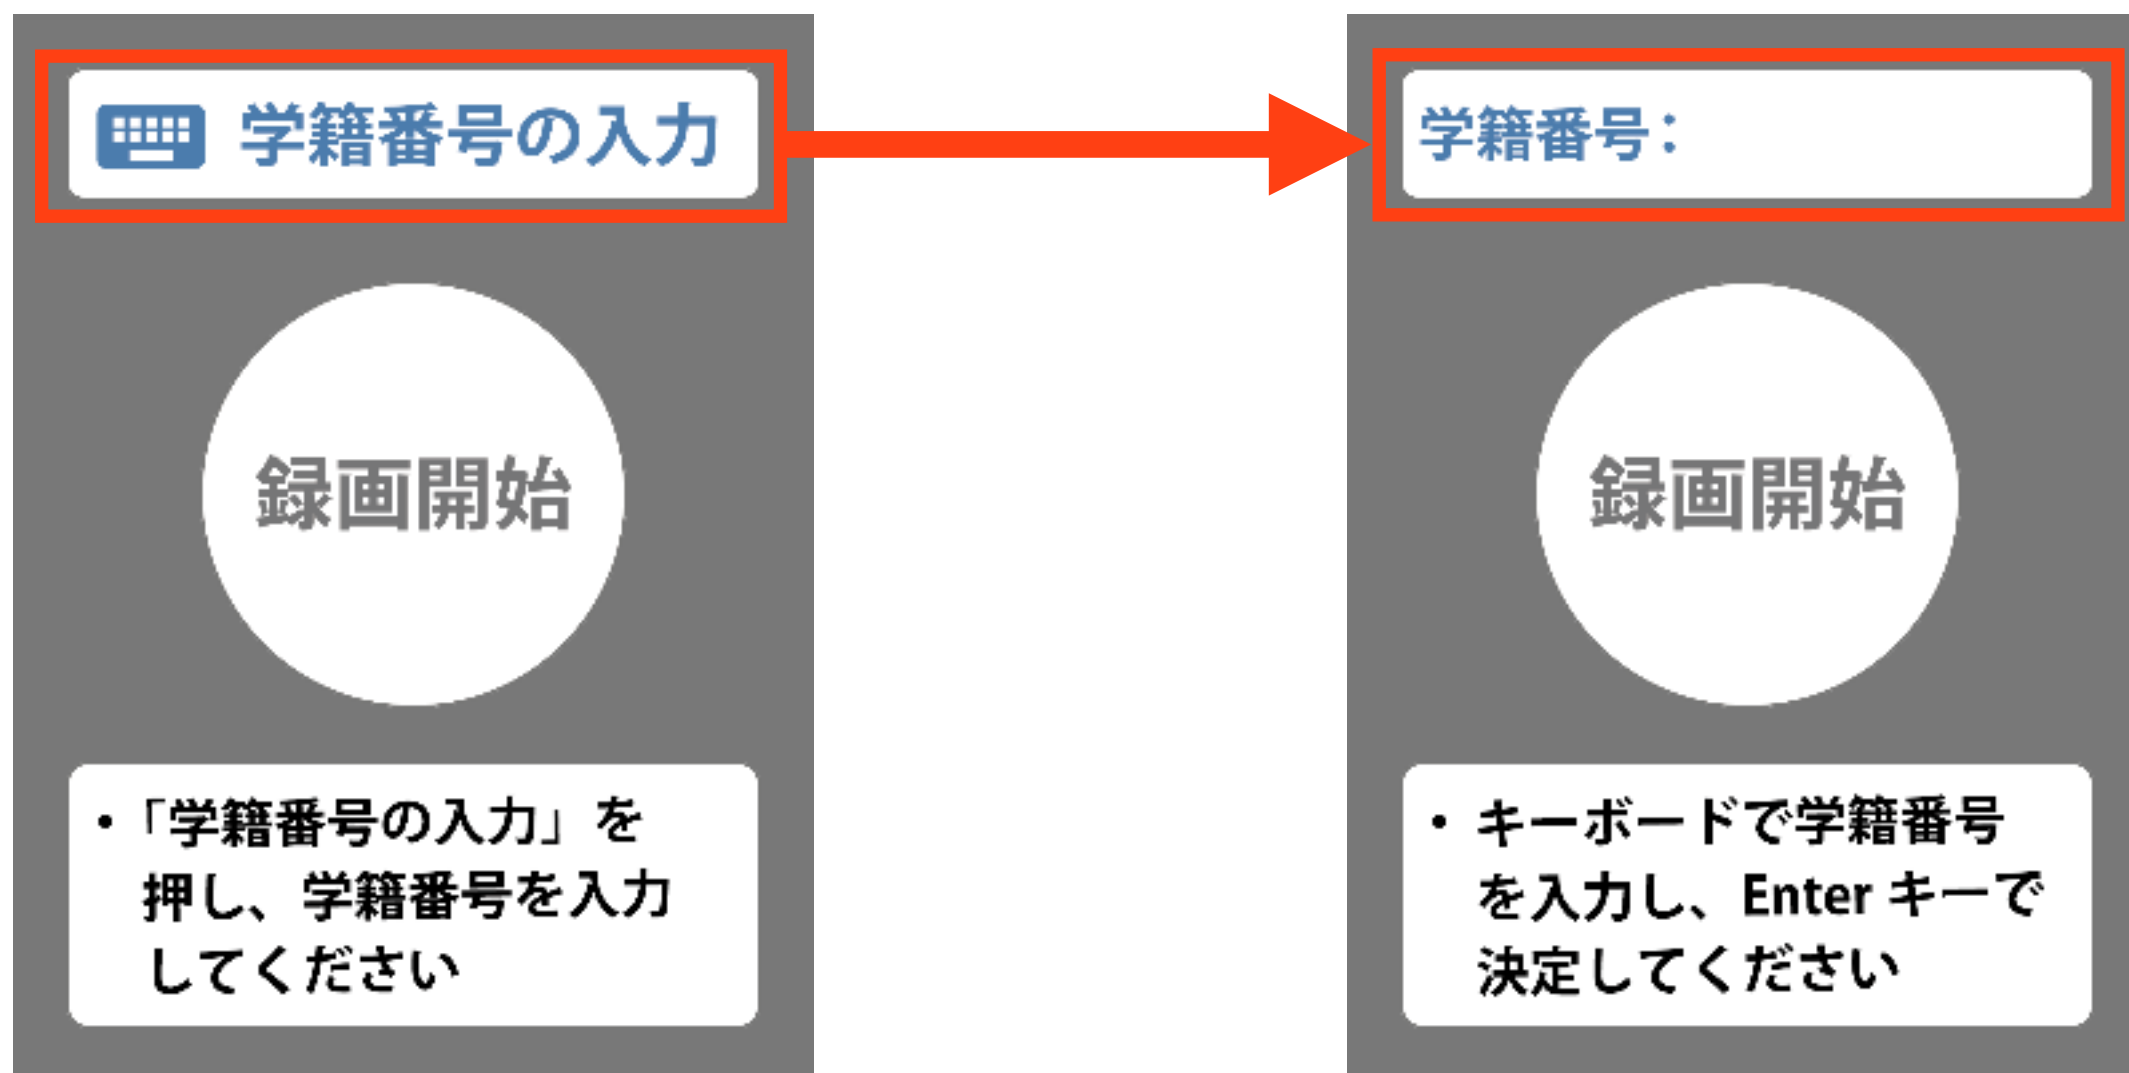 学籍番号の入力
録画開始
・「学籍番号の入力」を
押し、学籍番号を入力
してください
学籍番号：
録画開始
・キーボードで学籍番号
を入力し、Enter キーで
決定してください